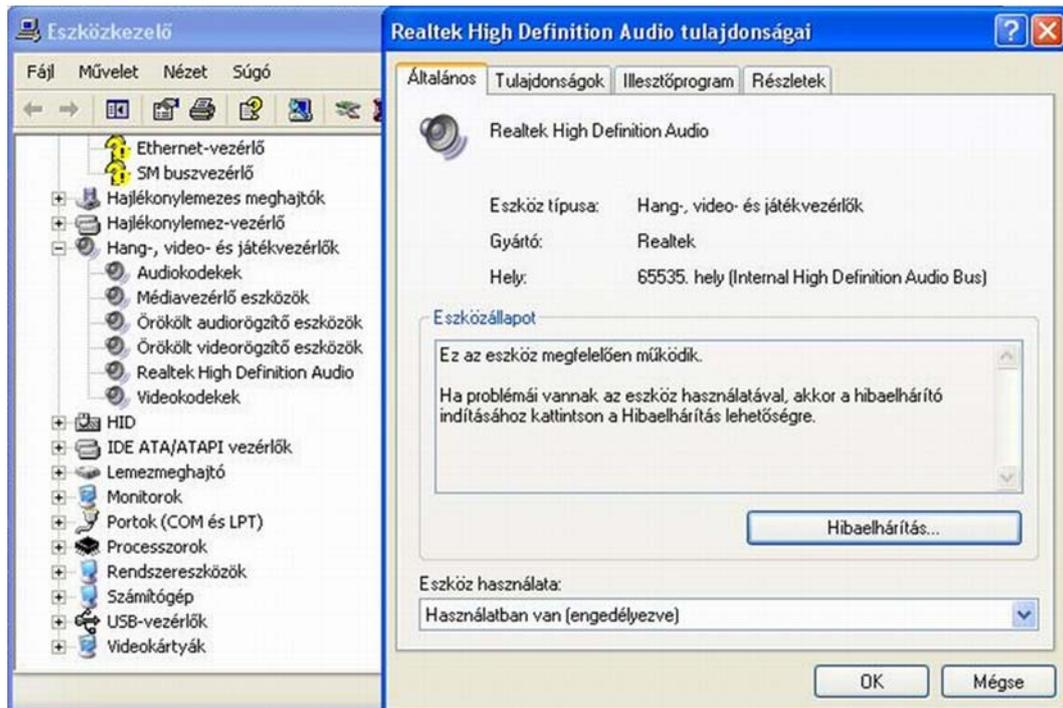 Eszközkezelő
Fájl Művelet Nézet Súgó
Ethernet-vezérlő
SM buszvezérlő
Hajlékonylemezes meghajtók
Hajlékonylemez-vezérlő
Hang-, video- és játékvezérlők
Audiokodekek
Médiavezérlő eszközök
Örökölt audiorögzítő eszközök
Örökölt videorögzítő eszközök
Realtek High Definition Audio
Videokodekek
HID
IDE ATA/ATAPI vezérlők
Lemezmeghajtó
Monitorok
Portok (COM és LPT)
Processzorok
Rendszereszközök
Számítógép
USB-vezérlők
Videokártyák
Realtek High Definition Audio tulajdonságai
Általános Tulajdonságok Illesztőprogram Részletek
Realtek High Definition Audio
Eszköz típusa: Hang-, video- és játékvezérlők
Gyártó: Realtek
Hely: 65535. hely (Internal High Definition Audio Bus)
Eszközállapot
Ez az eszköz megfelelően működik.
Ha problémái vannak az eszköz használatával, akkor a hibaelhárító
indításához kattintson a Hibaelhárítás lehetőségre.
Hibaelhárítás...
Eszköz használata:
Használatban van (engedélyezve)
OK Mégse